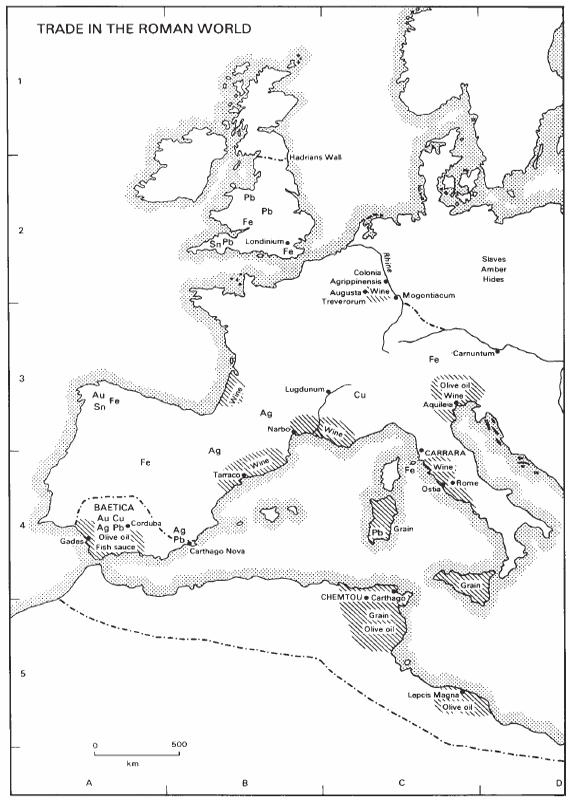 TRADE IN THE ROMAN WORLD
1
Hadrians Wall
Pb
Pb
Fe
2
Sn Pb
Londinium
Fe
Rhine
Slaves
Amber
Hides
Colonia
Agrippinensis
Augusta
Treverorum
Wine
Mogontiacum
Fe
Carnuntum
3
Olive oil
Wine
Aquileia
Lugdunum
Cu
Wine
Au
Sn
Fe
Ag
Narbo
Wine
Ag
Fe
Wine
Tarraco
CARRARA
Fe
Wine
Ostia
Rome
4
BAETICA
Au Cu
Ag Pb
Corduba
Olive oil
Fish sauce
Gades
Ag
Pb
Carthago Nova
Pb
Grain
Grain
CHEMTOU
Carthago
Grain
Olive oil
5
Lepcis Magna
Olive oil
0 500
km
A B C D